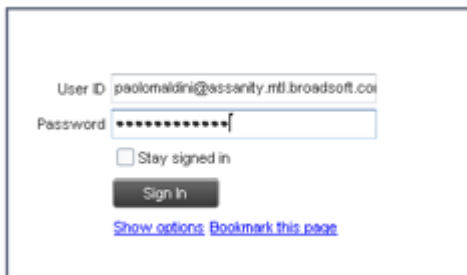 User ID paolomaldini@assanity.mtl.broadsoft.co
Password ••••••••••••
Stay signed in
Sign In
Show options Bookmark this page